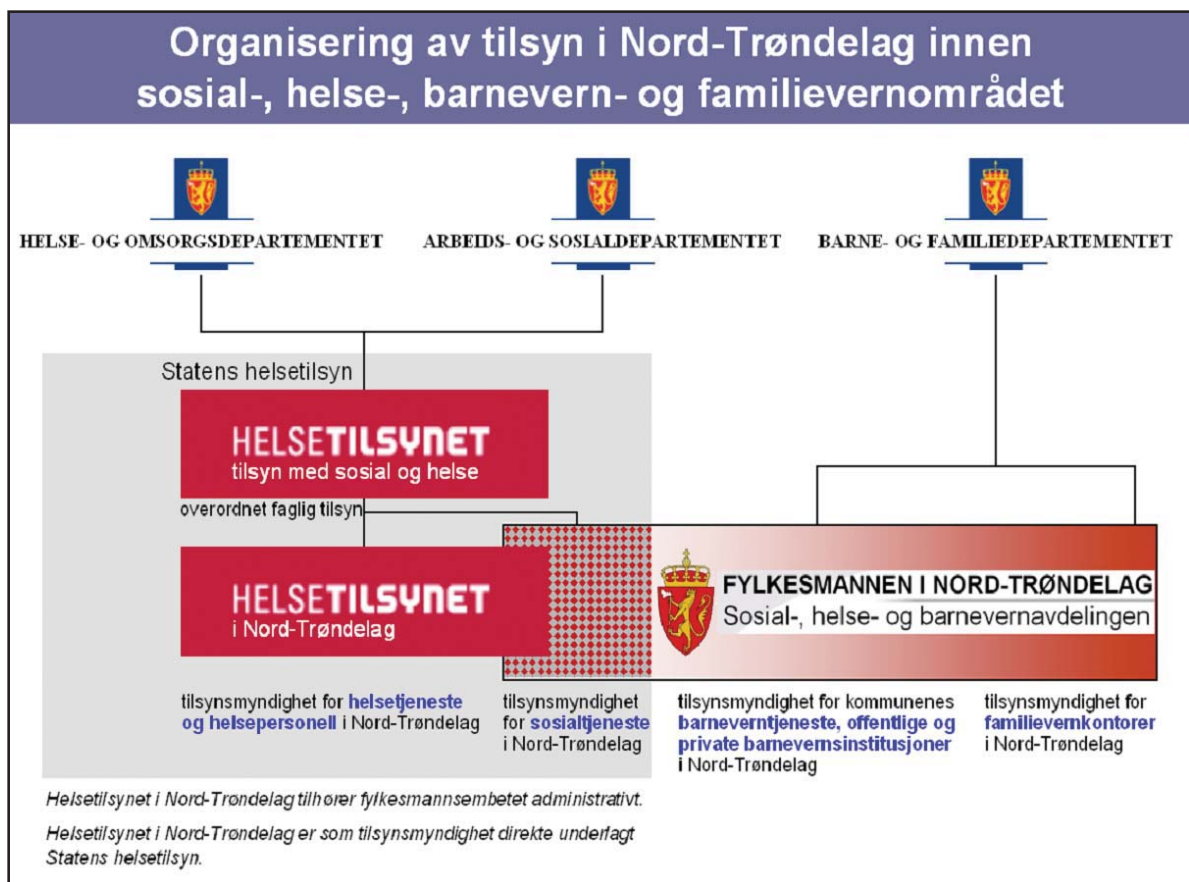 Organisering av tilsyn i Nord-Trøndelag innen
sosial-, helse-, barnevern- og familievernområdet
HELSE- OG OMSORGSDEPARTEMENTET
ARBEIDS- OG SOSIALDEPARTEMENTET
BARNE- OG FAMILIEDEPARTEMENTET
Statens helsetilsyn
HELSETILSYNET
tilsyn med sosial og helse
overordnet faglig tilsyn
HELSETILSYNET
i Nord-Trøndelag
FYLKESMANNEN I NORD-TRØNDELAG
Sosial-, helse- og barnevernavdelingen
tilsynsmyndighet for helsetjeneste
og helsepersonell i Nord-Trøndelag
tilsynsmyndighet
for sosialtjeneste
i Nord-Trøndelag
tilsynsmyndighet for kommunenes
barneverntjeneste, offentlige og
private barnevernsinstitusjoner
i Nord-Trøndelag
tilsynsmyndighet for
familievernkontorer
i Nord-Trøndelag
Helsetilsynet i Nord-Trøndelag tilhører fylkesmannsembetet administrativt.
Helsetilsynet i Nord-Trøndelag er som tilsynsmyndighet direkte underlagt
Statens helsetilsyn.